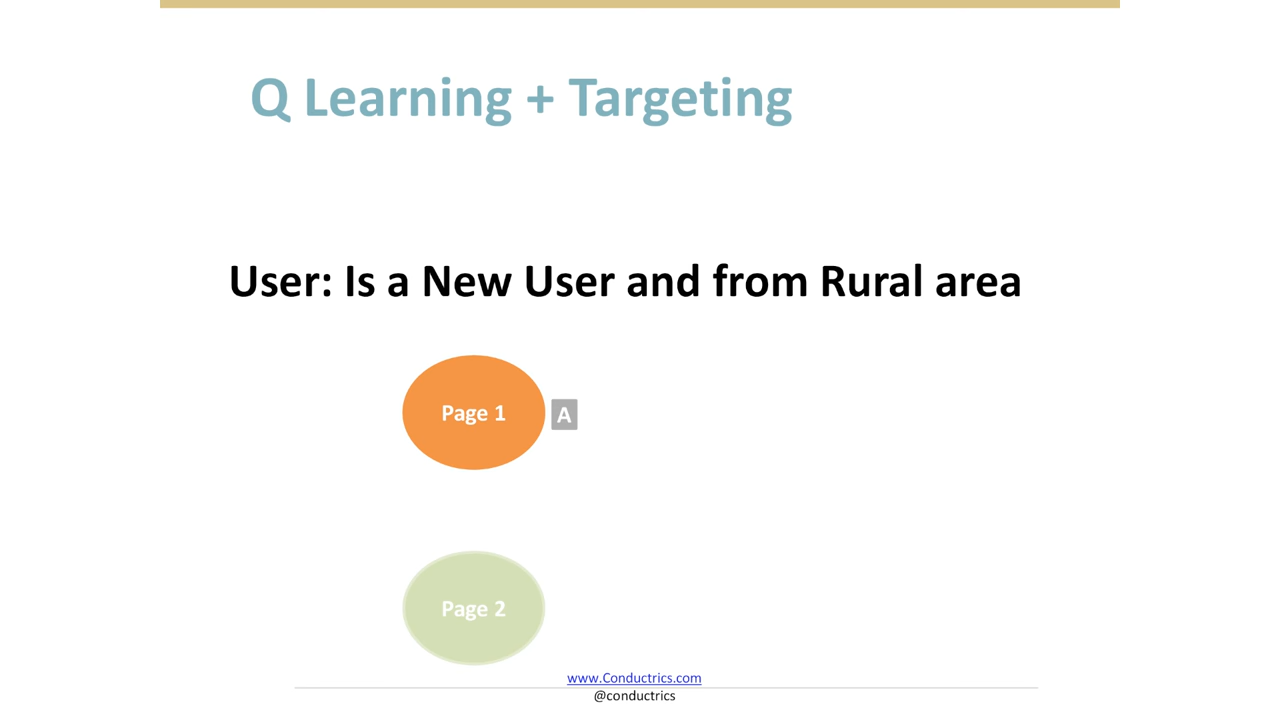 Q Learning + Targeting
User: Is a New User and from Rural area
Page 1
A
Page 2
www.Conductrics.com
@conductrics